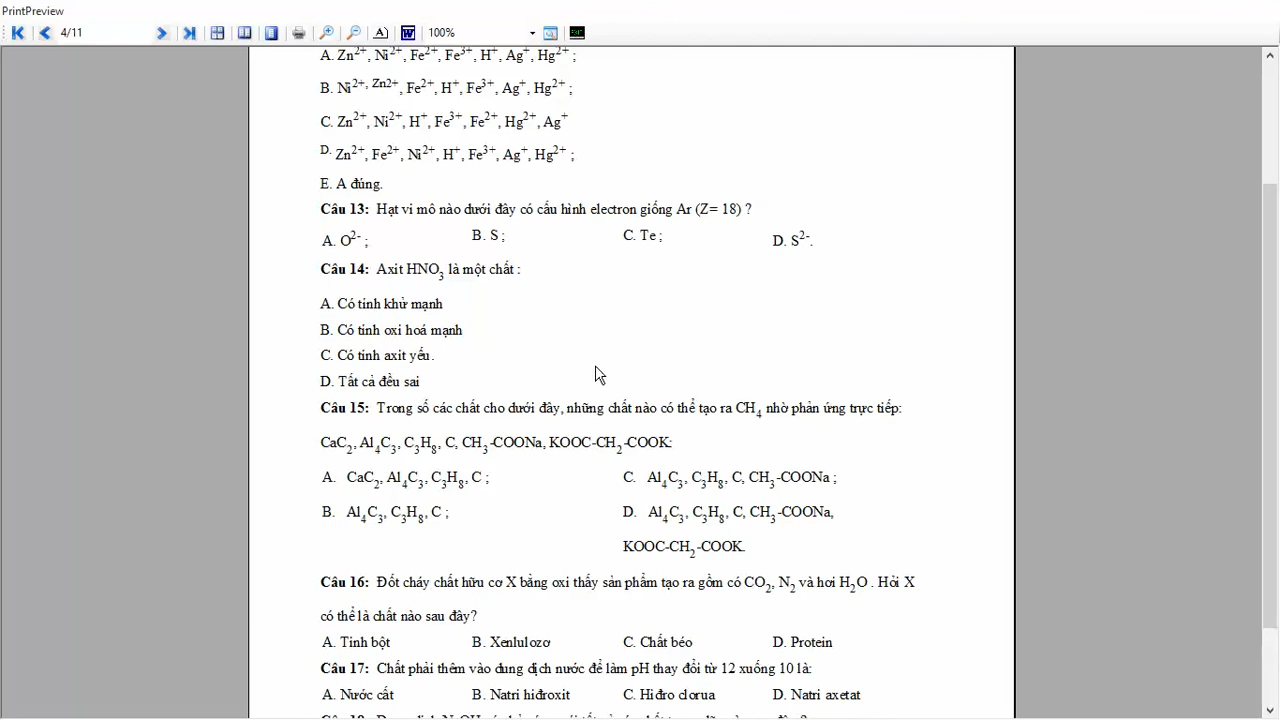 PrintPreview
4/11 100%
A. Zn2+, Ni2+, Fe2+, Fe3+, H+, Ag+, Hg2+ ;
B. Ni2+, Zn2+, Fe2+, H+, Fe3+, Ag+, Hg2+ ;
C. Zn2+, Ni2+, H+, Fe3+, Fe2+, Hg2+, Ag+
D. Zn2+, Fe2+, Ni2+, H+, Fe3+, Ag+, Hg2+ ;
E. A đúng.
Câu 13: Hạt vi mô nào dưới đây có cấu hình electron giống Ar (Z= 18) ?
A. O2- ; B. S ; C. Te ; D. S2-.
Câu 14: Axit HNO3 là một chất :
A. Có tính khử mạnh
B. Có tính oxi hoá mạnh
C. Có tính axit yếu.
D. Tất cả đều sai
Câu 15: Trong số các chất cho dưới đây, những chất nào có thể tạo ra CH4 nhờ phản ứng trực tiếp:
CaC2, Al4C3, C3H8, C, CH3-COONa, KOOC-CH2-COOK:
A. CaC2, Al4C3, C3H8, C ; C. Al4C3, C3H8, C, CH3-COONa ;
B. Al4C3, C3H8, C ; D. Al4C3, C3H8, C, CH3-COONa,
KOOC-CH2-COOK.
Câu 16: Đốt cháy chất hữu cơ X bằng oxi thấy sản phẩm tạo ra gồm có CO2, N2 và hơi H2O . Hỏi X
có thể là chất nào sau đây?
A. Tinh bột B. Xenlulozơ C. Chất béo D. Protein
Câu 17: Chất phải thêm vào dung dịch nước để làm pH thay đổi từ 12 xuống 10 là:
A. Nước cất B. Natri hiđroxit C. Hiđro clorua D. Natri axetat